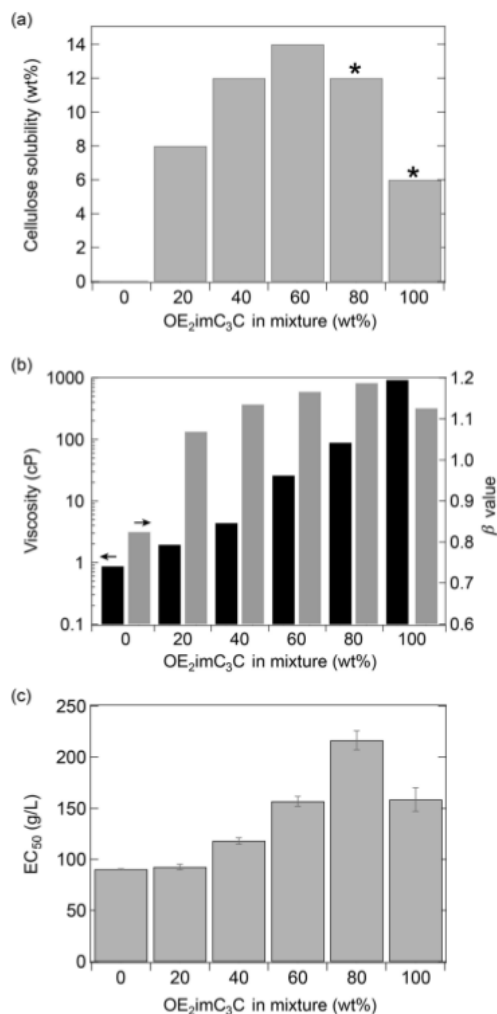 (a)
Cellulose solubility (wt%)
14
12
10
8
6
4
2
0
*
*
0 20 40 60 80 100
OE₂imC₃C in mixture (wt%)
(b)
Viscosity (cP)
1000
100
10
1
0.1
1.2
1.1
1.0
0.9
0.8
0.7
0.6
β value
0 20 40 60 80 100
OE₂imC₃C in mixture (wt%)
(c)
EC₅₀ (g/L)
250
200
150
100
50
0
0 20 40 60 80 100
OE₂imC₃C in mixture (wt%)